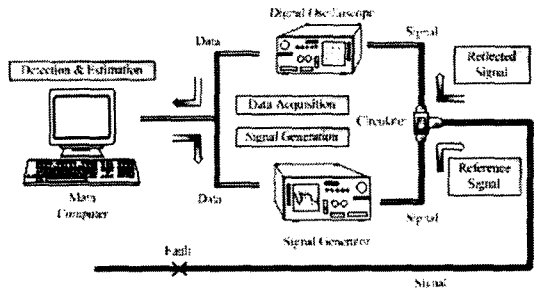 Digital Oscilloscope
Data
Signal
Detection & Estimation
Reflected
Signal
Data Acquisition
Circulator
Signal Generation
Main
Computer
Data
Reference
Signal
Signal
Signal Generator
Fault
Signal